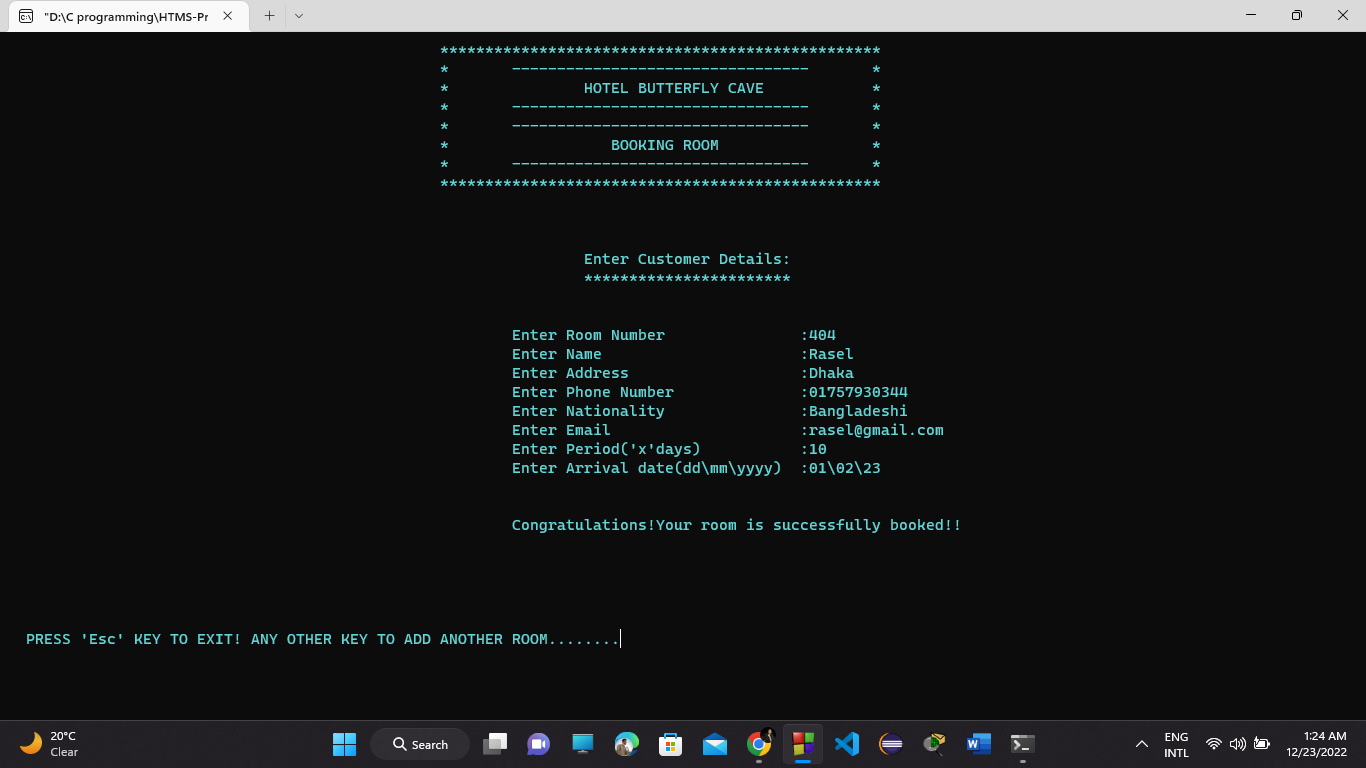 "D:\C programming\HTMS-Pr
*************************************************
* --------------------------------- *
* HOTEL BUTTERFLY CAVE *
* --------------------------------- *
* --------------------------------- *
* BOOKING ROOM *
* --------------------------------- *
*************************************************
Enter Customer Details:
***********************
Enter Room Number :404
Enter Name :Rasel
Enter Address :Dhaka
Enter Phone Number :01757930344
Enter Nationality :Bangladeshi
Enter Email :rasel@gmail.com
Enter Period('x'days) :10
Enter Arrival date(dd\mm\yyyy) :01\02\23
Congratulations!Your room is successfully booked!!
PRESS 'Esc' KEY TO EXIT! ANY OTHER KEY TO ADD ANOTHER ROOM........
20°C
Clear
Search
ENG
INTL
1:24 AM
12/23/2022